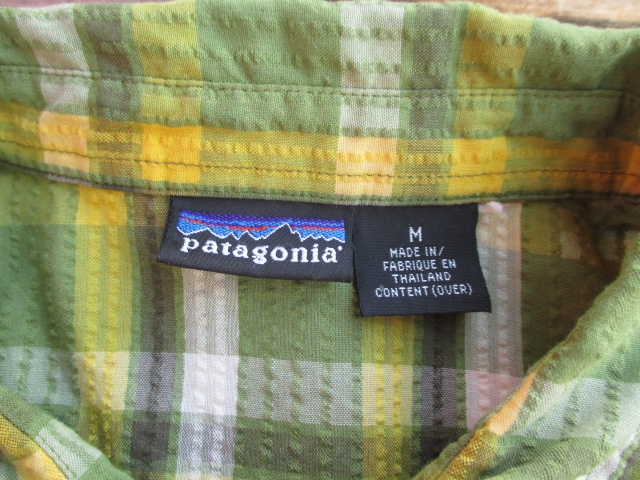 patagonia®
M
MADE IN/
FABRIQUE EN
THAILAND
CONTENT (OVER)